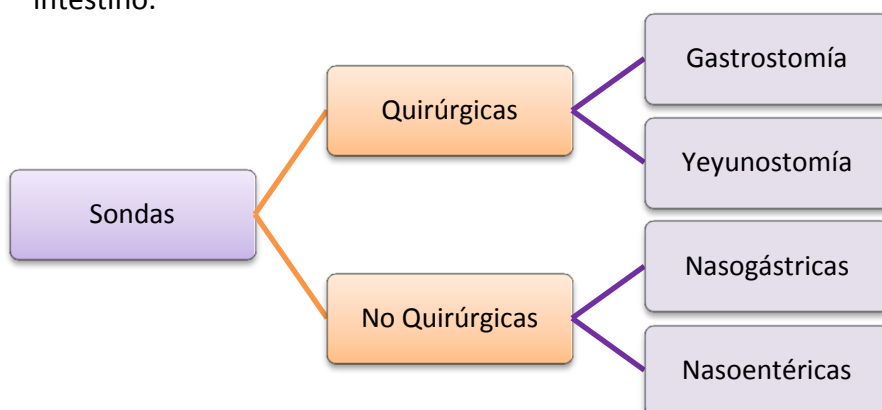 intestino.
Gastrostomía
Quirúrgicas
Yeyunostomía
Sondas
Nasogástricas
No Quirúrgicas
Nasoentéricas